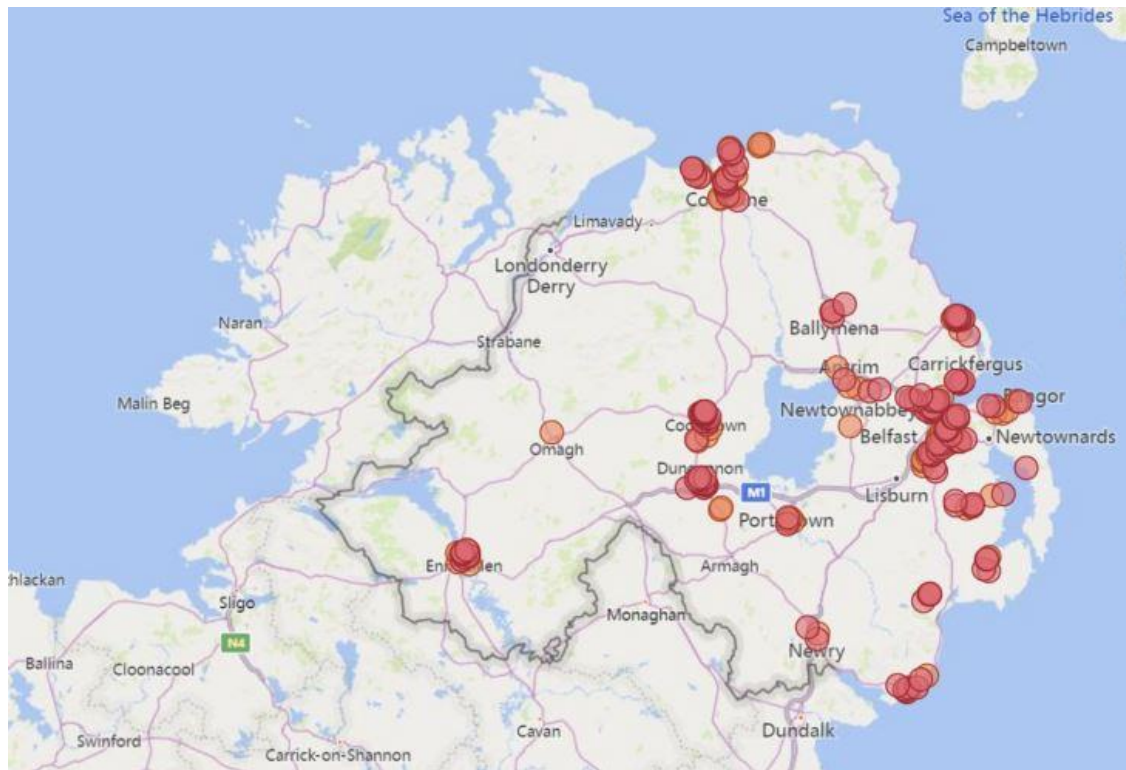 Sea of the Hebrides
Campbeltown
Limavady
Londonderry
Derry
Naran
Strabane
Ballymena
Carrickfergus
Malin Beg
Newtownabbey
Belfast
Newtownards
Omagh
Lisburn
M1
Armagh
Sligo
Monaghan
N4
Newry
Ballina
Cloonacool
Dundalk
Cavan
Swinford
Carrick-on-Shannon